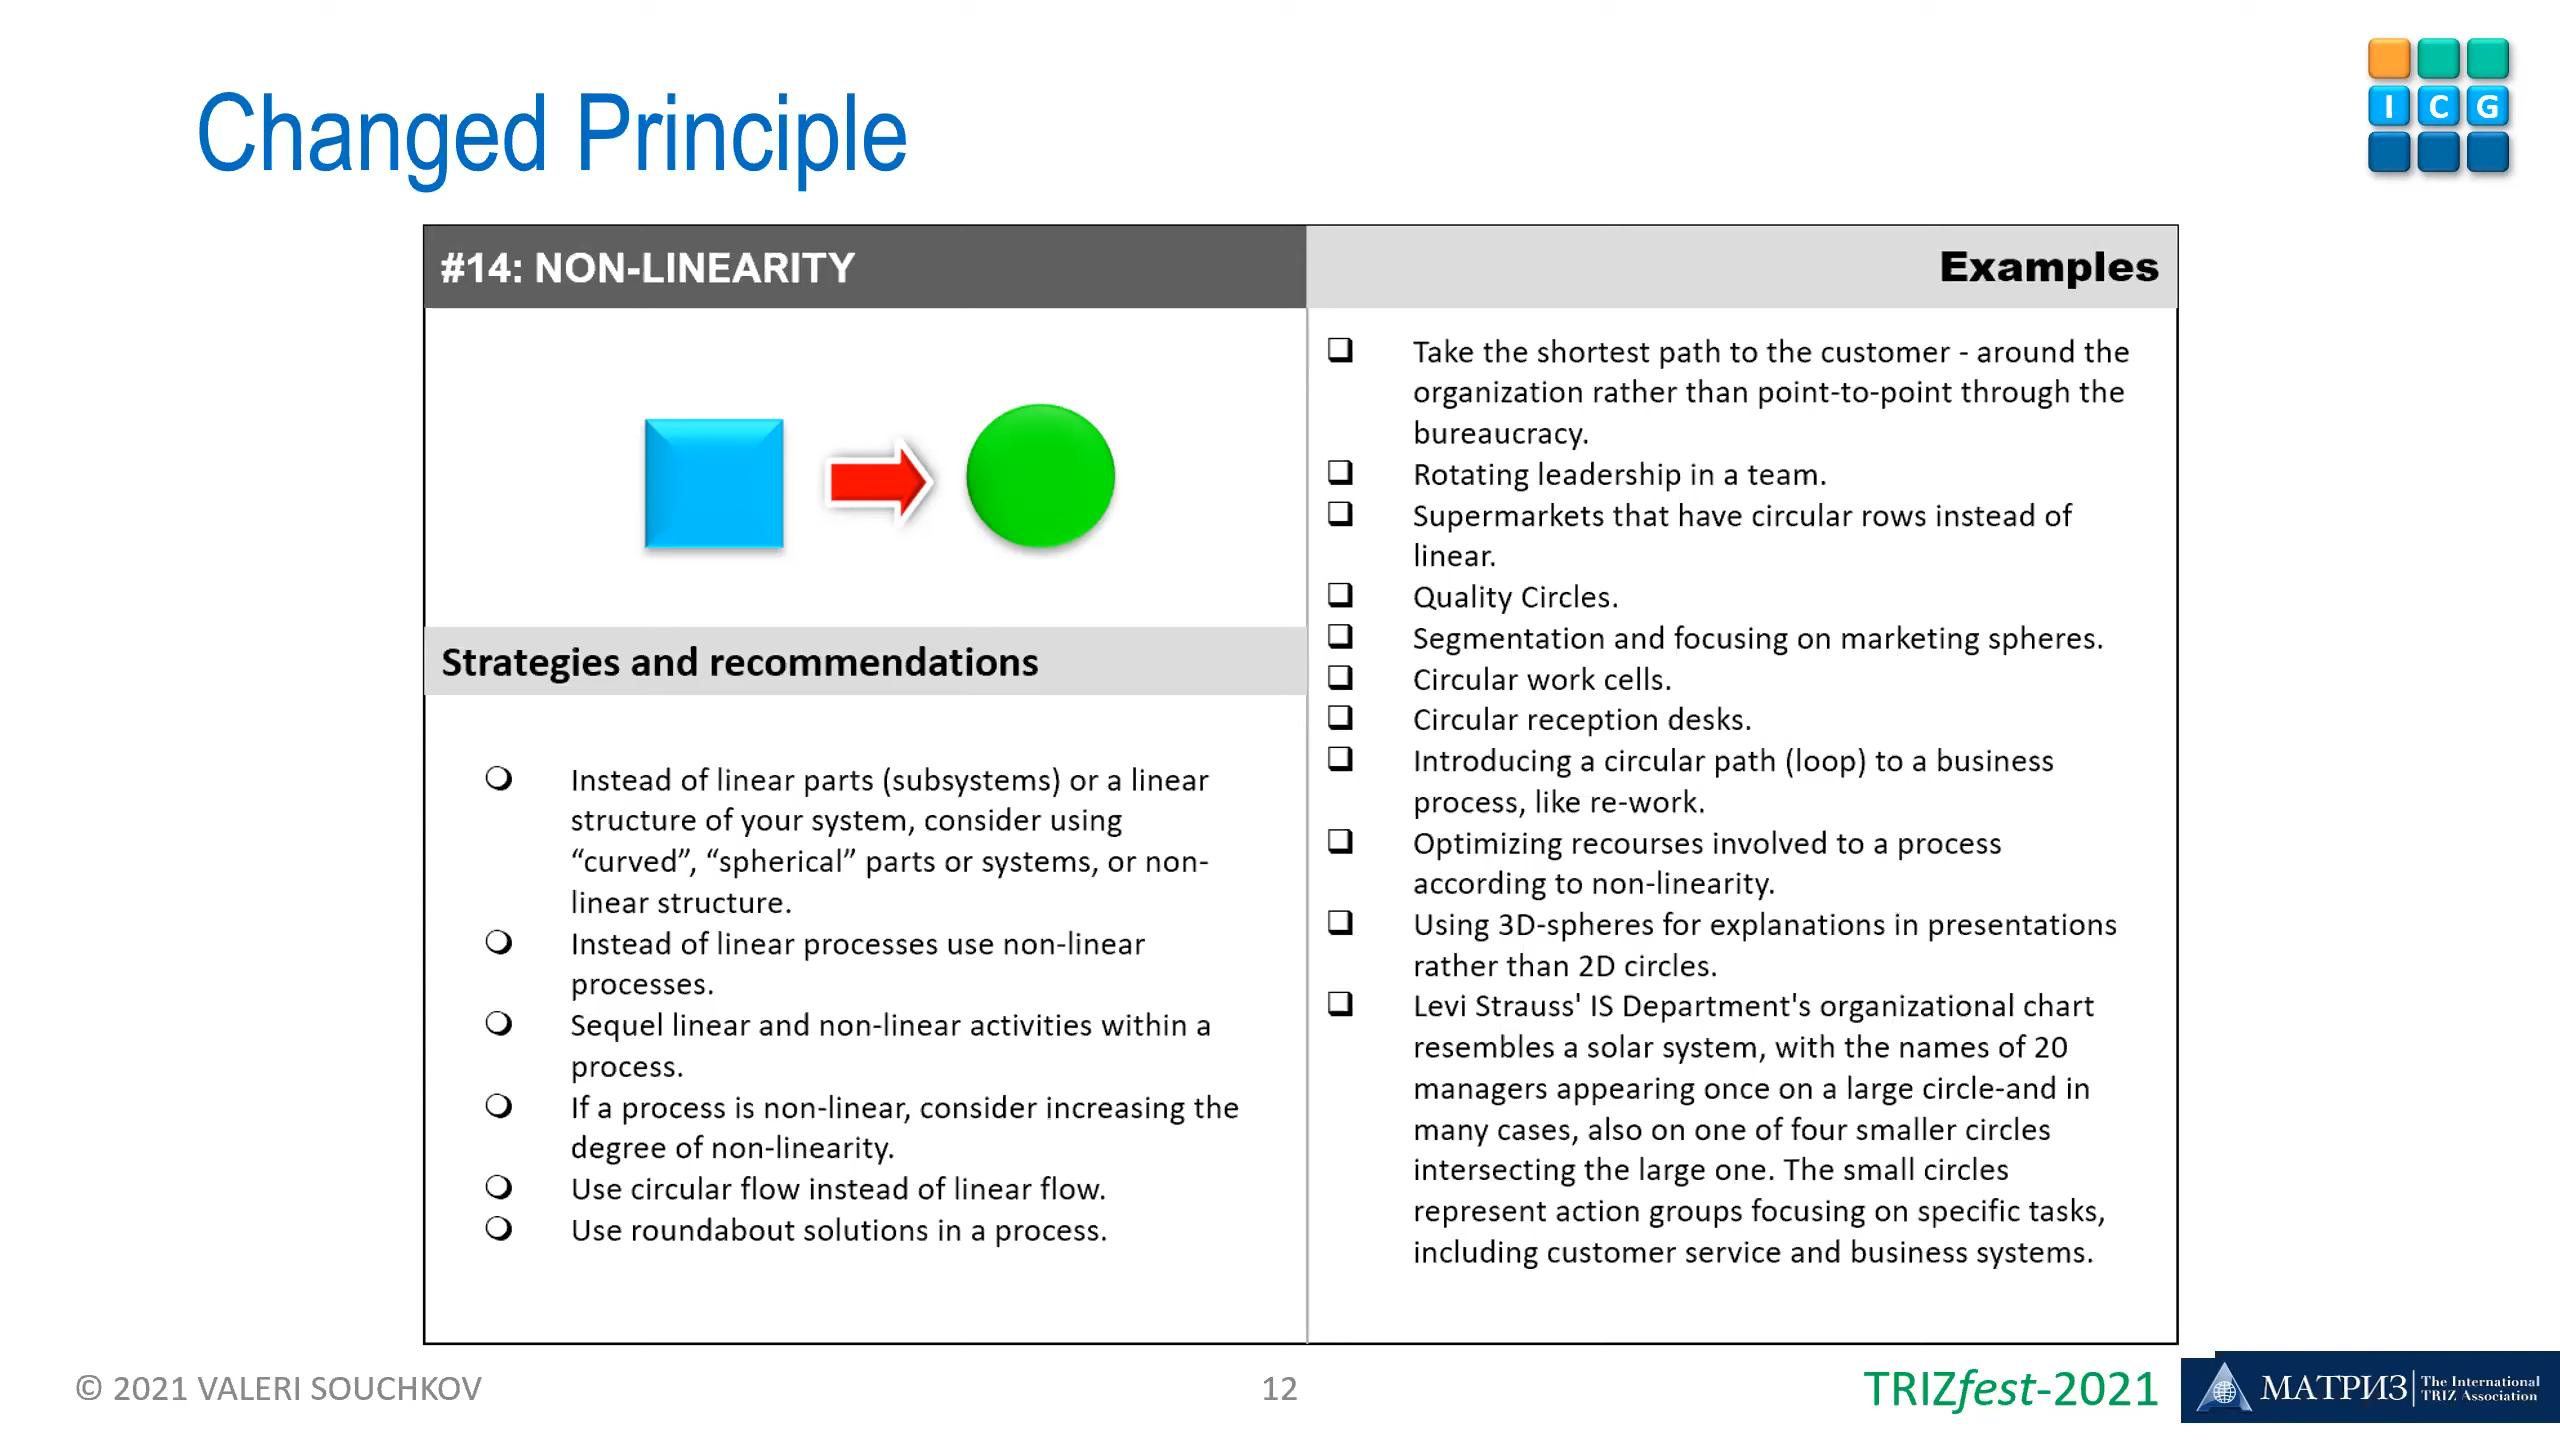 Changed Principle
I C G
#14: NON-LINEARITY
Examples
Strategies and recommendations
Instead of linear parts (subsystems) or a linear
structure of your system, consider using
“curved”, “spherical” parts or systems, or non-
linear structure.
Instead of linear processes use non-linear
processes.
Sequel linear and non-linear activities within a
process.
If a process is non-linear, consider increasing the
degree of non-linearity.
Use circular flow instead of linear flow.
Use roundabout solutions in a process.
Take the shortest path to the customer - around the
organization rather than point-to-point through the
bureaucracy.
Rotating leadership in a team.
Supermarkets that have circular rows instead of
linear.
Quality Circles.
Segmentation and focusing on marketing spheres.
Circular work cells.
Circular reception desks.
Introducing a circular path (loop) to a business
process, like re-work.
Optimizing recourses involved to a process
according to non-linearity.
Using 3D-spheres for explanations in presentations
rather than 2D circles.
Levi Strauss' IS Department's organizational chart
resembles a solar system, with the names of 20
managers appearing once on a large circle-and in
many cases, also on one of four smaller circles
intersecting the large one. The small circles
represent action groups focusing on specific tasks,
including customer service and business systems.
© 2021 VALERI SOUCHKOV
12
TRIZfest-2021
МАТРИЗ
The International
TRIZ Association